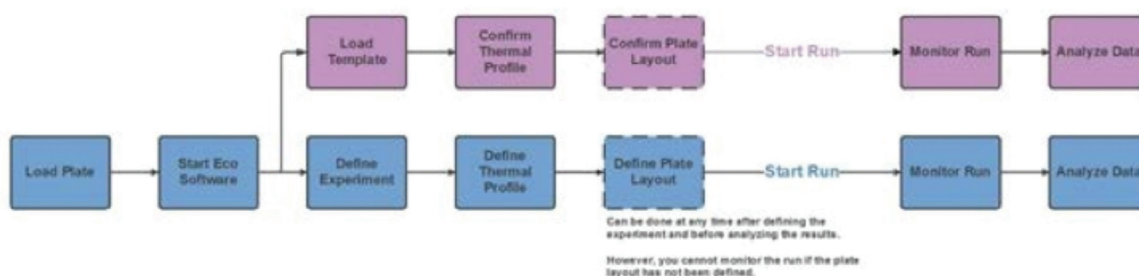 Load
Template
Confirm
Thermal
Profile
Confirm Plate
Layout
Start Run
Monitor Run
Analyze Data
Load Plate
Start Eco
Software
Define
Experiment
Define
Thermal
Profile
Define Plate
Layout
Start Run
Monitor Run
Analyze Data
Can be done at any time after defining the
experiment and before analyzing the results.
However, you cannot monitor the run if the plate
layout has not been defined.